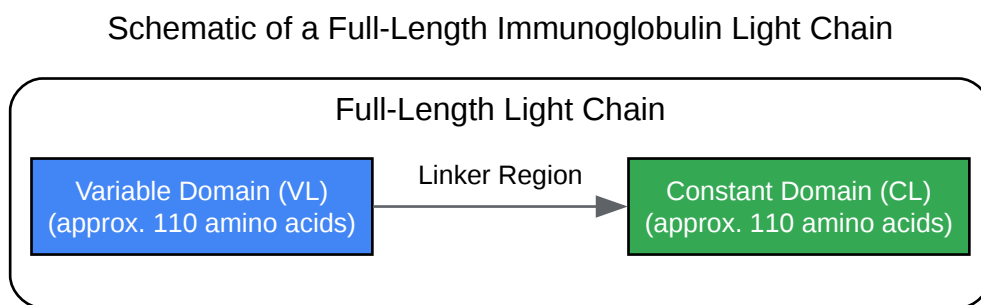 Schematic of a Full-Length Immunoglobulin Light Chain
Full-Length Light Chain
Variable Domain (VL)
(approx. 110 amino acids)
Linker Region
Constant Domain (CL)
(approx. 110 amino acids)